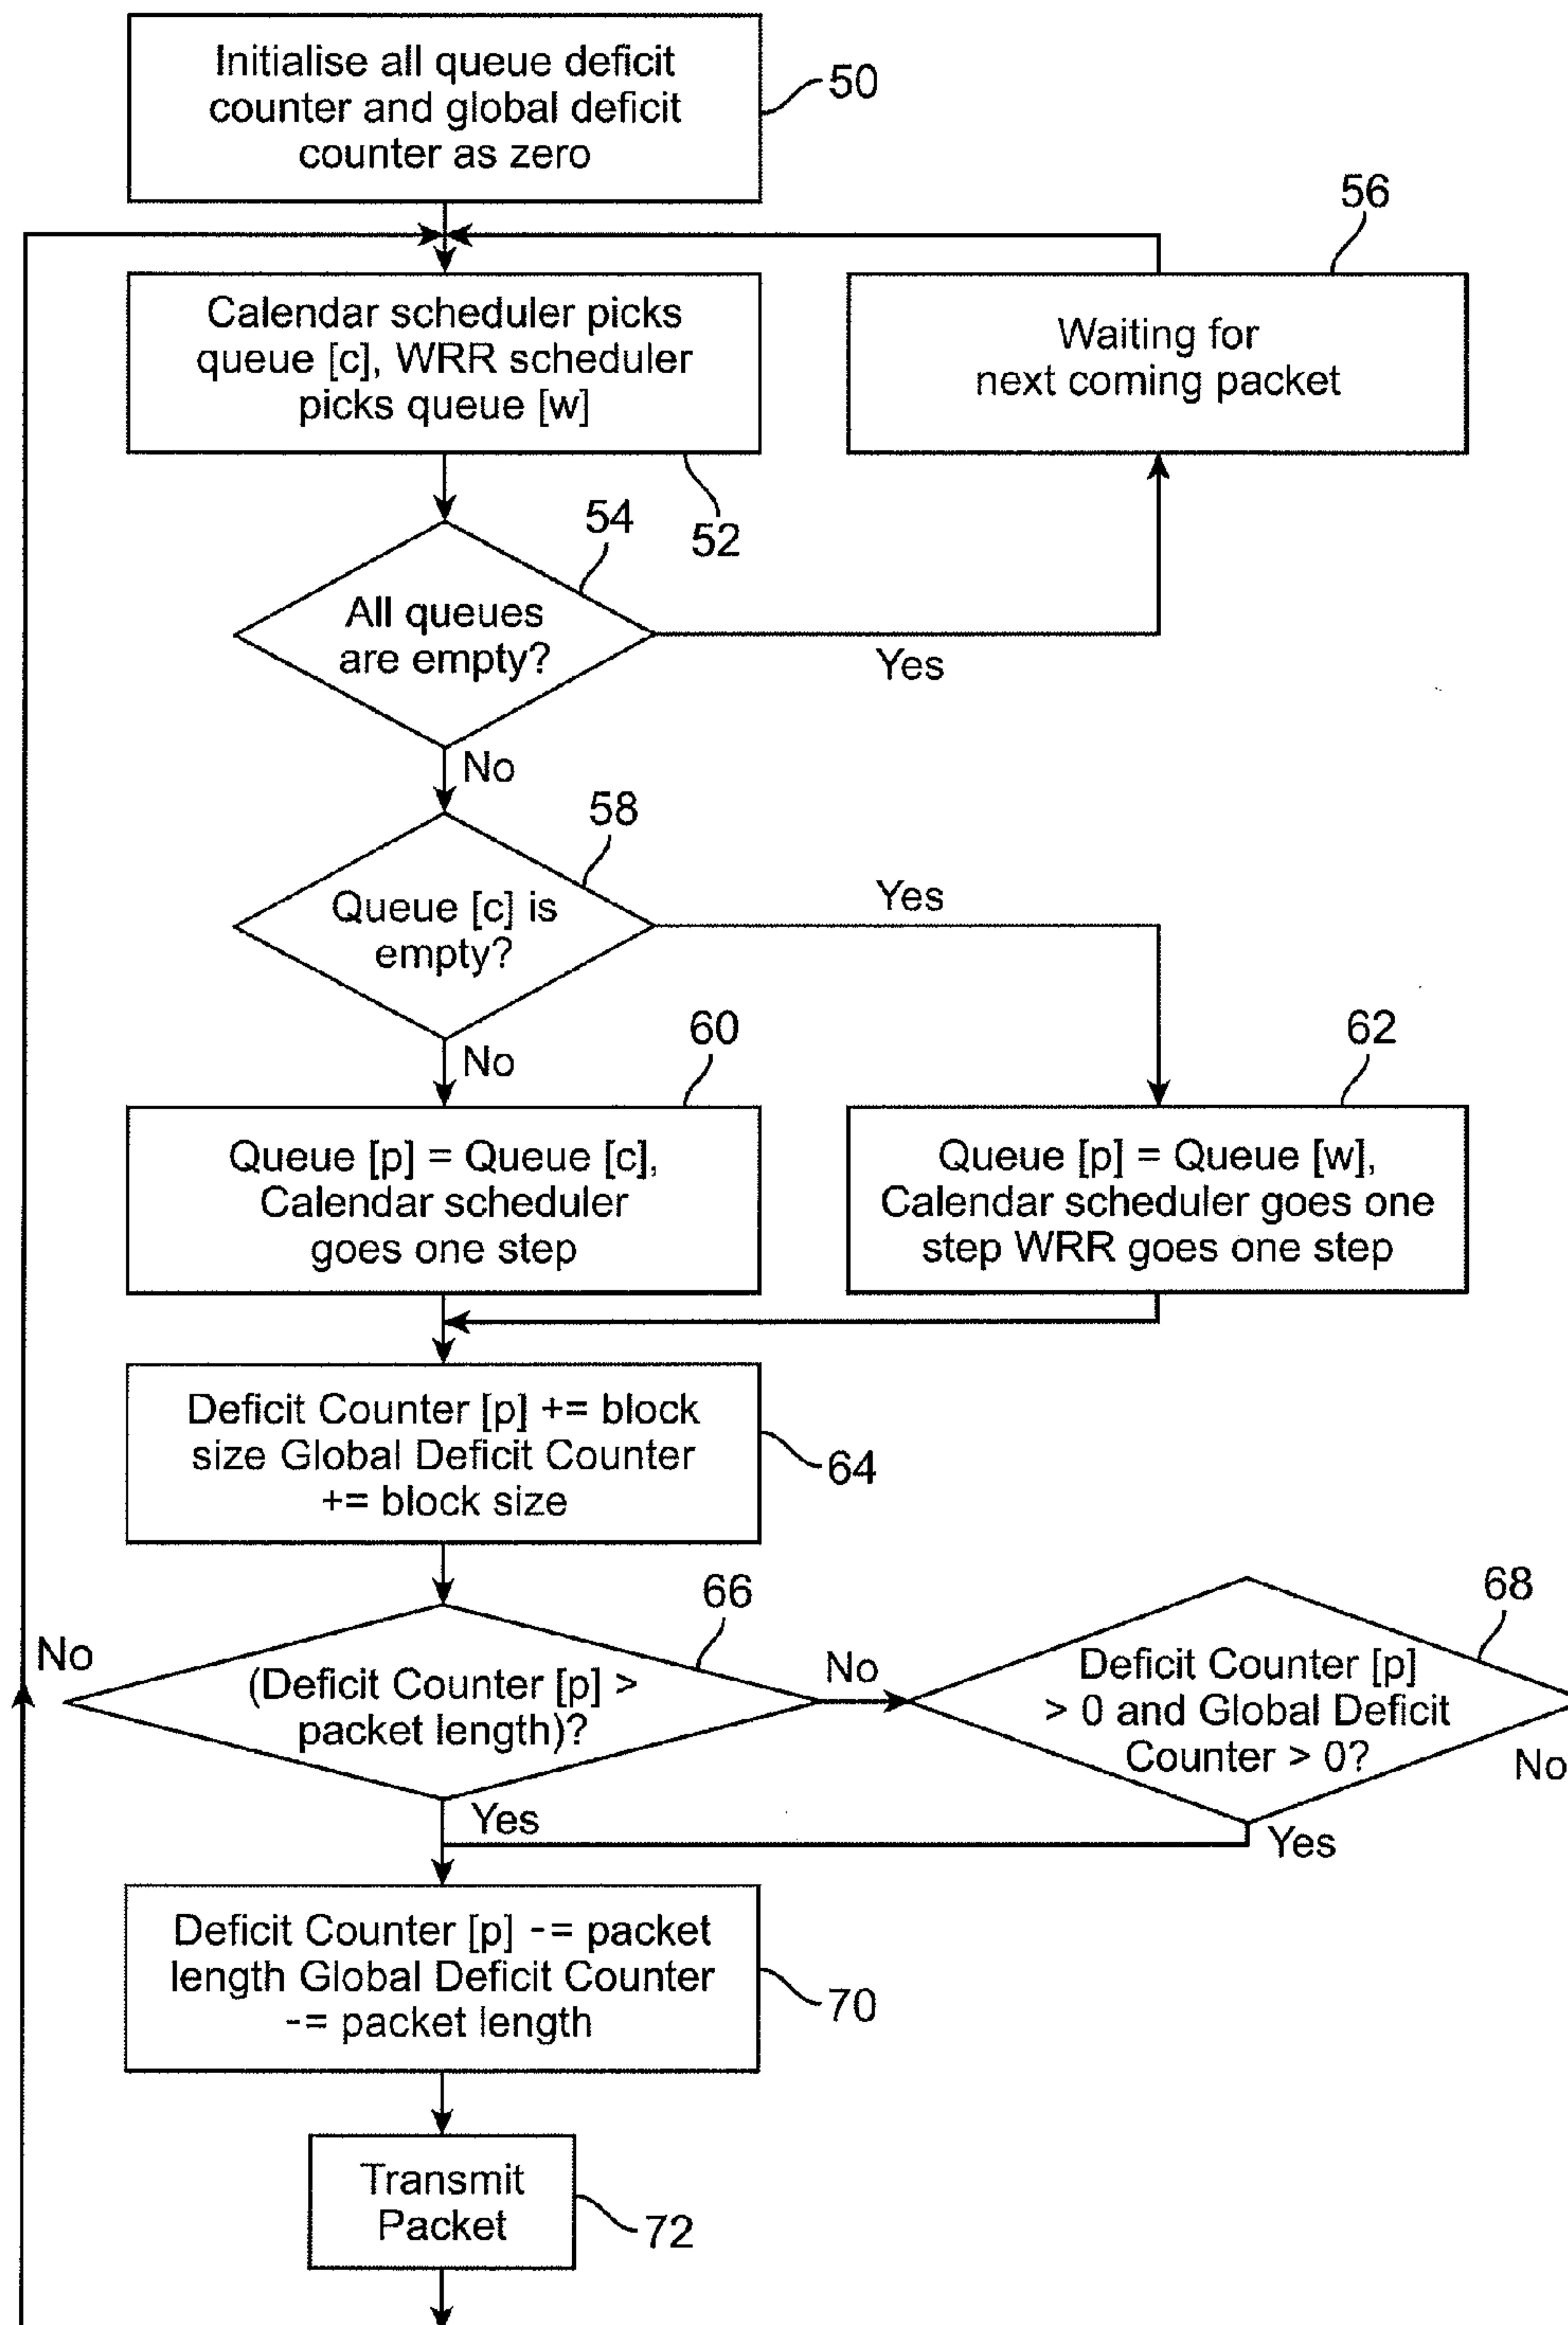 Initialise all queue deficit
counter and global deficit
counter as zero
50
56
Calendar scheduler picks
queue [c], WRR scheduler
picks queue [w]
Waiting for
next coming packet
52
54
All queues
are empty?
Yes
No
58
Queue [c] is
empty?
Yes
No
60
62
Queue [p] = Queue [c],
Calendar scheduler
goes one step
Queue [p] = Queue [w],
Calendar scheduler goes one
step WRR goes one step
Deficit Counter [p] += block
size Global Deficit Counter
+= block size
64
66
68
No
(Deficit Counter [p] >
packet length)?
No
Deficit Counter [p]
> 0 and Global Deficit
Counter > 0?
No
Yes
Yes
Deficit Counter [p] -= packet
length Global Deficit Counter
-= packet length
70
Transmit
Packet
72